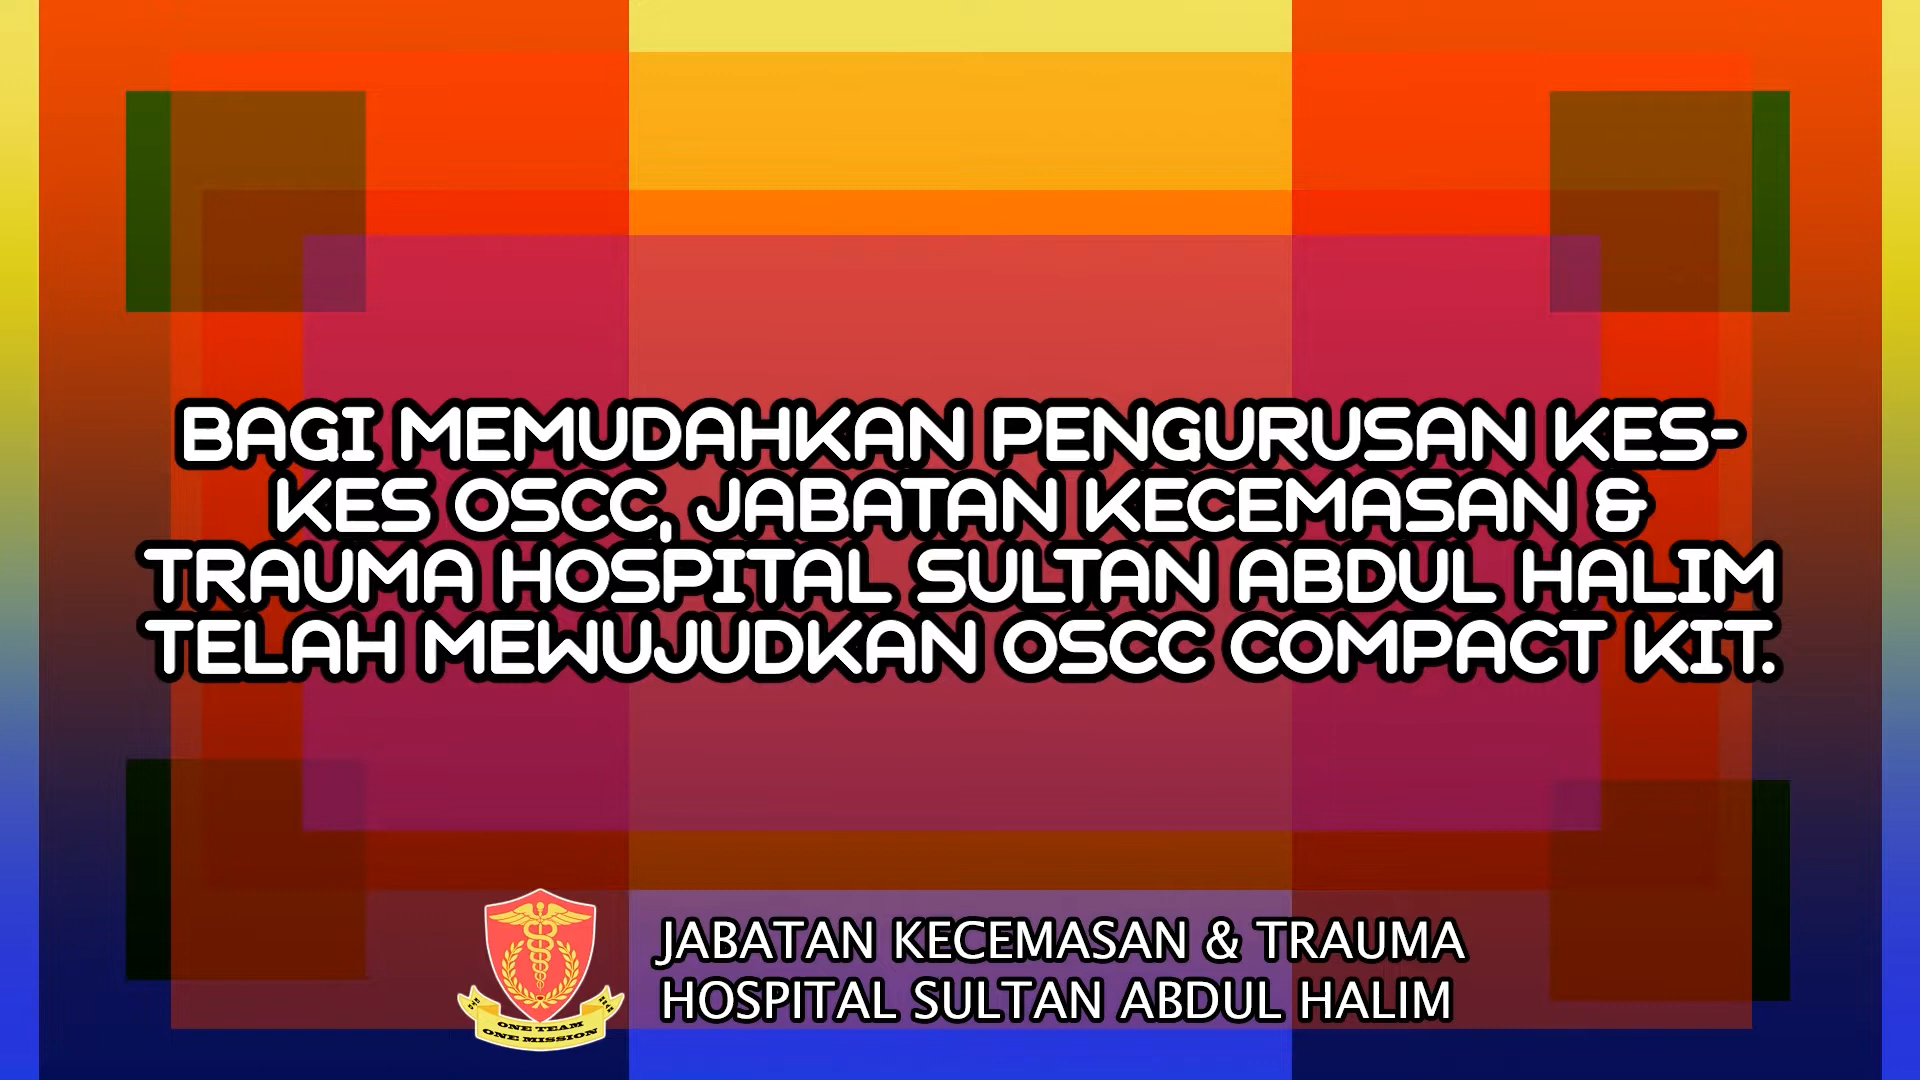 BAGI MEMUDAHKAN PENGURUSAN KES-
KES OSCC, JABATAN KECEMASAN &
TRAUMA HOSPITAL SULTAN ABDUL HALIM
TELAH MEWUJUDKAN OSCC COMPACT KIT.
JABATAN KECEMASAN & TRAUMA
HOSPITAL SULTAN ABDUL HALIM
ONE TEAM
ONE MISSION